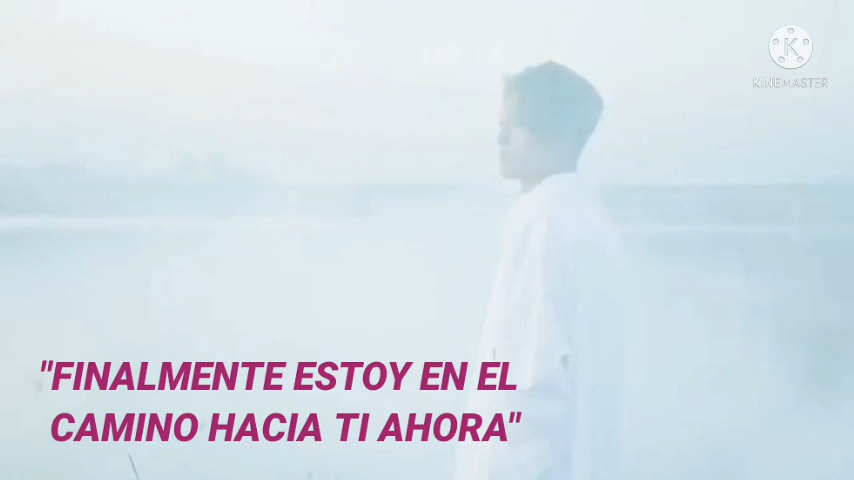 KINEMASTER
"FINALMENTE ESTOY EN EL
CAMINO HACIA TI AHORA"